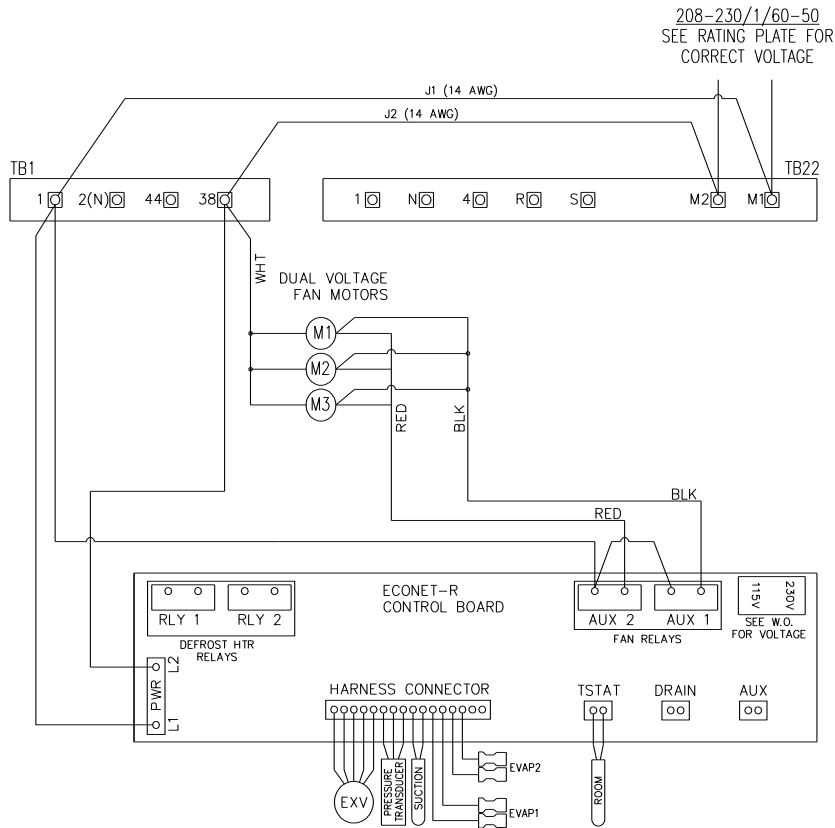 208-230/1/60-50
SEE RATING PLATE FOR
CORRECT VOLTAGE
J1 (14 AWG)
J2 (14 AWG)
TB1
TB22
1 2(N) 44 38
1 N 4 R S M2 M1
WHT
DUAL VOLTAGE
FAN MOTORS
M1
M2
M3
RED
BLK
BLK
RED
ECONET-R
CONTROL BOARD
RLY 1 RLY 2
DEFROST HTR
RELAYS
AUX 2 AUX 1
FAN RELAYS
115V
230V
SEE W.O.
FOR VOLTAGE
L2
PWR
L1
HARNESS CONNECTOR
TSTAT
DRAIN
AUX
EXV
PRESSURE
TRANSDUCER
SUCTION
EVAP2
EVAP1
ROOM